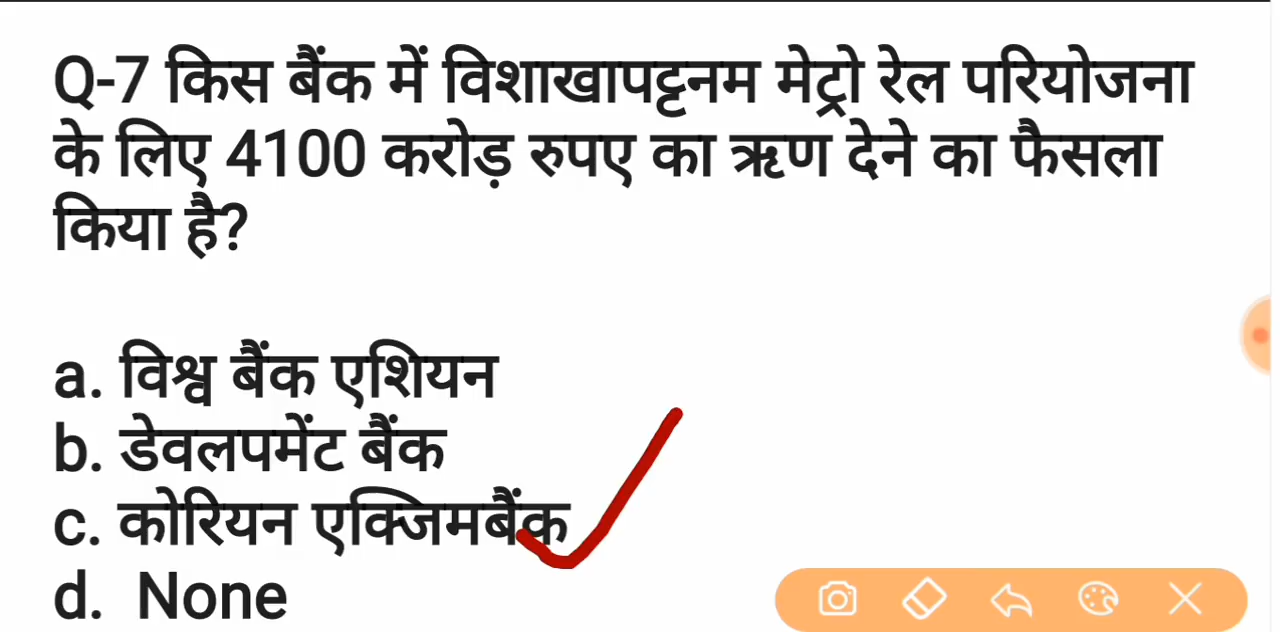 Q-7 किस बैंक में विशाखापट्टनम मेट्रो रेल परियोजना
के लिए 4100 करोड़ रुपए का ऋण देने का फैसला
किया है?
a. विश्व बैंक एशियन
b. डेवलपमेंट बैंक
c. कोरियन एक्जिमबैंक
d. None